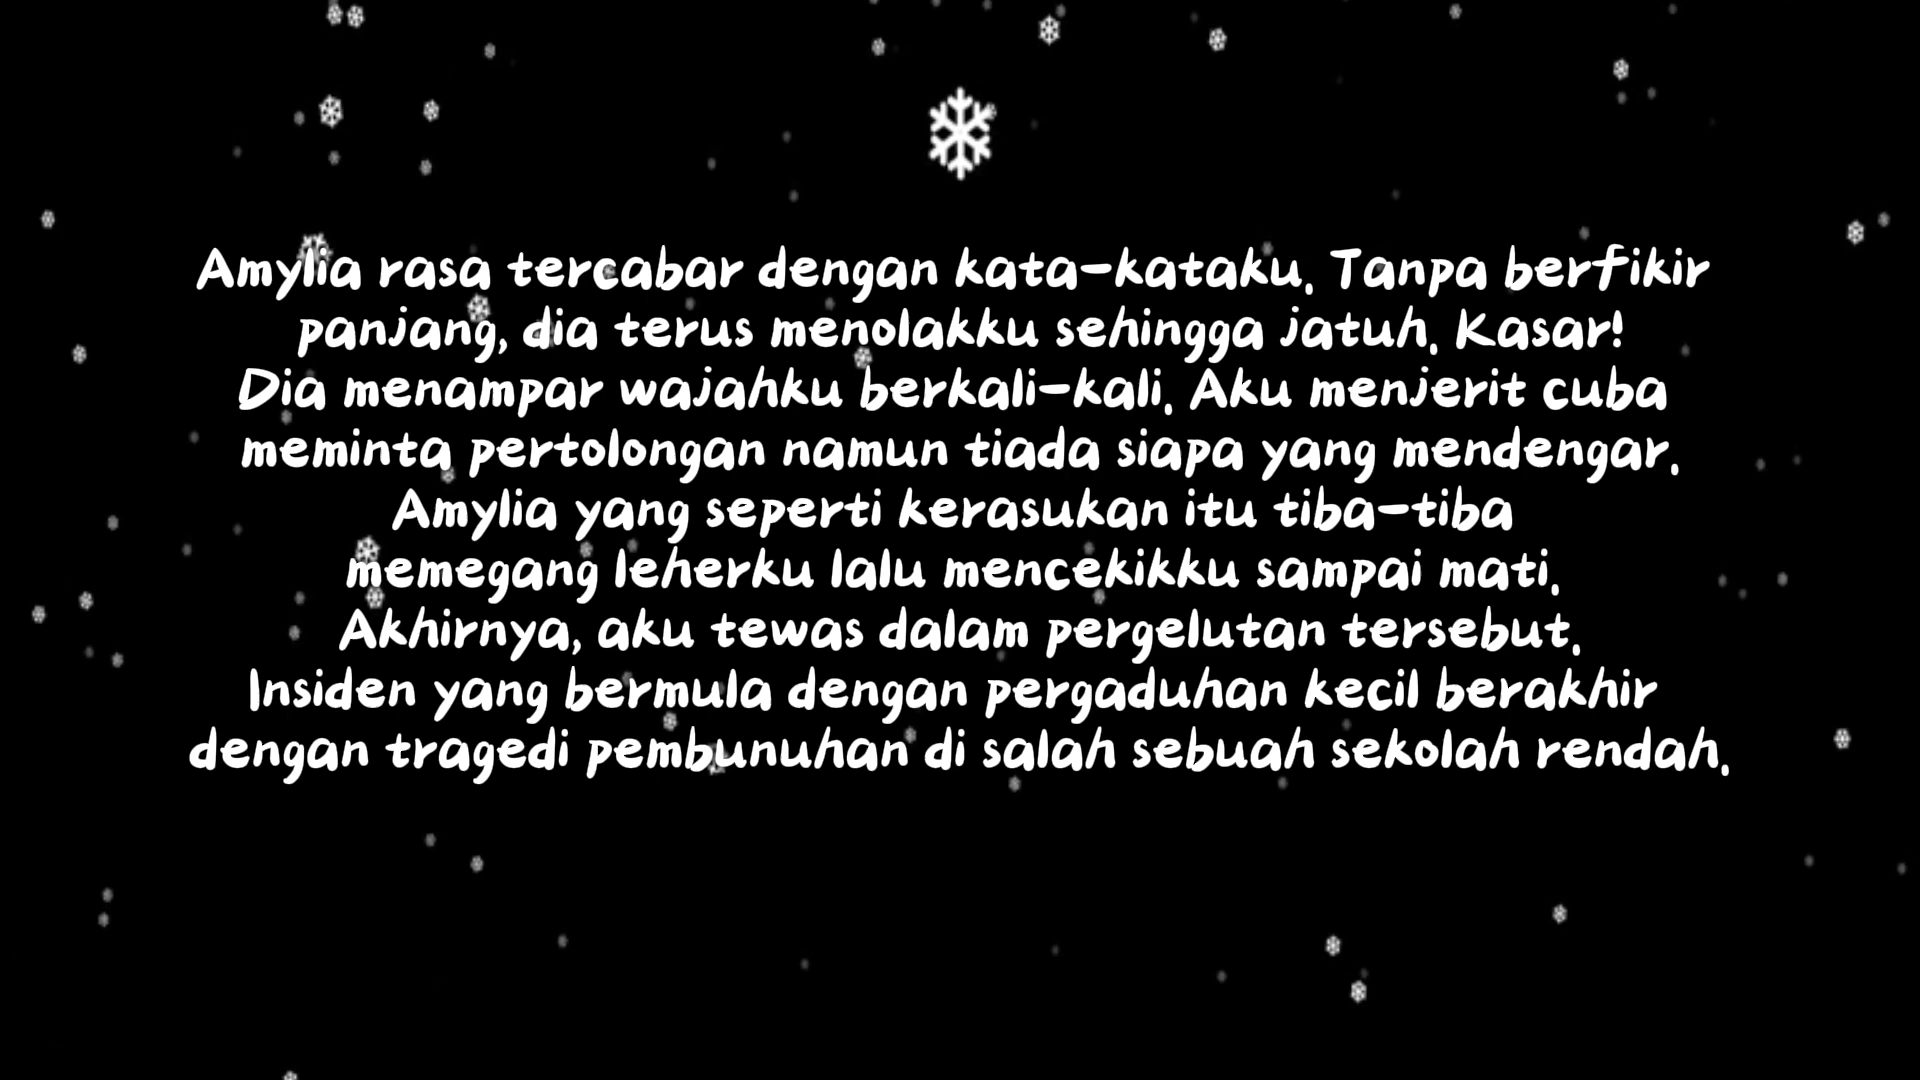 Amylia rasa tercabar dengan kata-kataku. Tanpa berfikir
panjang, dia terus menolakku sehingga jatuh. Kasar!
Dia menampar wajahku berkali-kali. Aku menjerit cuba
meminta pertolongan namun tiada siapa yang mendengar.
Amylia yang seperti kerasukan itu tiba-tiba
memegang leherku lalu mencekikku sampai mati.
Akhirnya, aku tewas dalam pergelutan tersebut.
Insiden yang bermula dengan pergaduhan kecil berakhir
dengan tragedi pembunuhan di salah sebuah sekolah rendah.